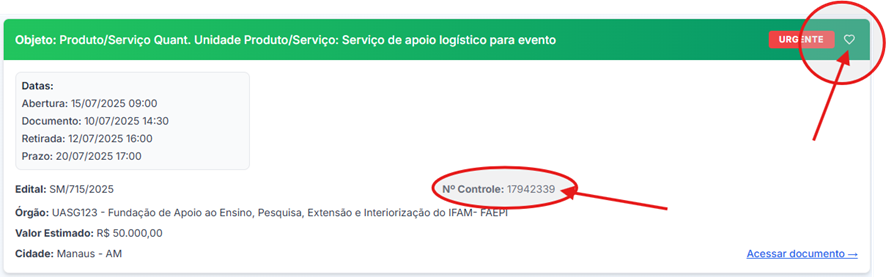 Objeto: Produto/Serviço Quant. Unidade Produto/Serviço: Serviço de apoio logístico para evento
URGENTE
Datas:
Abertura: 15/07/2025 09:00
Documento: 10/07/2025 14:30
Retirada: 12/07/2025 16:00
Prazo: 20/07/2025 17:00
Edital: SM/715/2025
Nº Controle: 17942339
Órgão: UASG123 - Fundação de Apoio ao Ensino, Pesquisa, Extensão e Interiorização do IFAM- FAEPI
Valor Estimado: R$ 50.000,00
Cidade: Manaus - AM
Acessar documento →